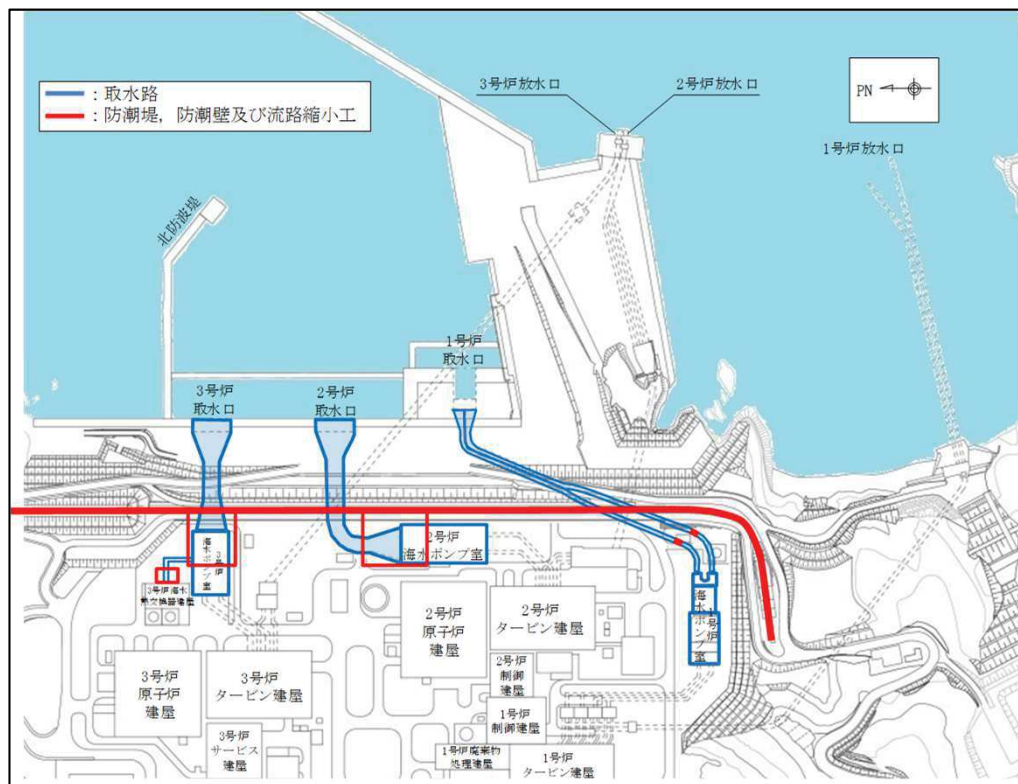 : 取水路
: 防潮堤，防潮壁及び流路縮小工
3号炉放水口
2号炉放水口
PN
1号炉放水口
北防波堤
1号炉
取水口
3号炉
取水口
2号炉
取水口
海水ポンプ室
3号炉
2号炉
海水ポンプ室
3号炉海水
熱交換器建屋
海水ポンプ室
1号炉
2号炉
原子炉
建屋
2号炉
タービン建屋
2号炉
制御
建屋
3号炉
原子炉
建屋
3号炉
タービン建屋
1号炉
制御建屋
3号炉
サービス
建屋
1号炉廃棄物
処理建屋
1号炉
タービン建屋